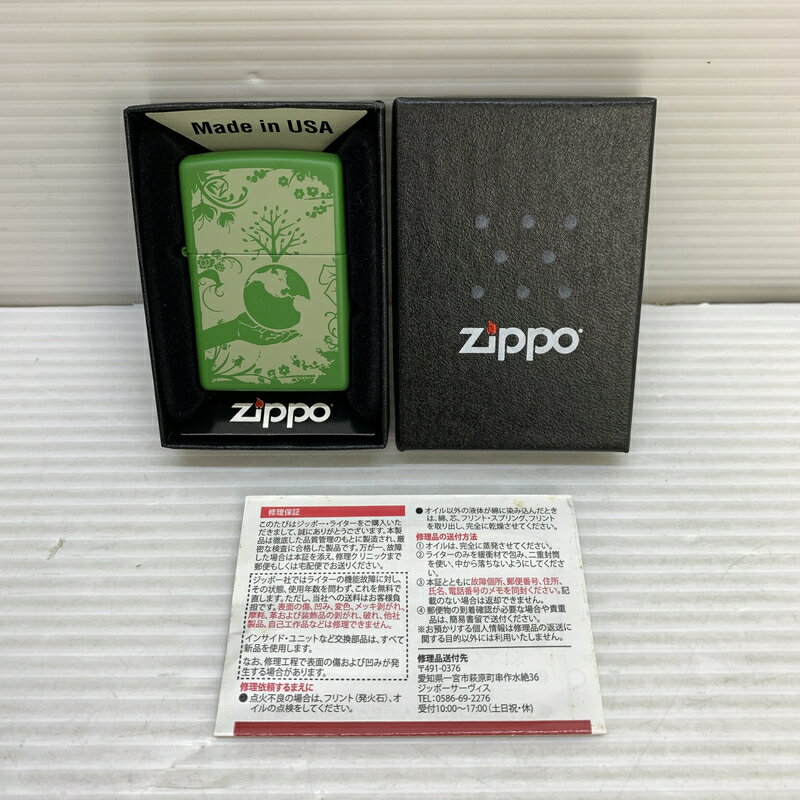 Made in USA
zippo
zippo
修理保証
このたびはジッポー・ライターをご購入いた
だきまして、誠にありがとうございます。本製
品は徹底した品質管理のもとに製造され、厳
密な検査に合格した製品です。万が一、故障
した場合は本証を添え、修理クリニックまで
郵便もしくは宅配便でお送りください。
ジッポー社ではライターの機能故障に対し、
その状態、使用年数を問わず、これを無料で
直します。ただし、当社への送料はお客様負
担です。表面の傷、凹み、変色、メッキ剥がれ、
摩耗、革および装飾品の剥がれ、破れ、他社
製品、自己工作品などは修理できません。
インサイド・ユニットなど交換部品は、すべて
新品を使用します。
なお、修理工程で表面の傷および凹みが発
生する場合がございます。
修理依頼するまえに
●点火不良の場合は、フリント（発火石）、オ
イルの点検をしてください。
●オイル以外の液体が綿に染み込んだとき
は、綿、芯、フリント・スプリング、フリント
を取り出し、完全に乾燥させてください。
修理品の送付方法
①オイルは、完全に蒸発させてください。
②ライターのみを緩衝材で包み、二重封筒
を使い、中から落ちないようにしてくださ
い。
③本証とともに故障個所、郵便番号、住所、
氏名、電話番号のメモを同封ください。記
載のない場合は返却できません。
④郵便物の到着確認が必要な場合や貴重
品は、簡易書留で送付ください。
※お預かりする個人情報は修理品の返送に
関する目的以外には利用いたしません。
修理品送付先
〒491-0376
愛知県一宮市萩原町串作水絶36
ジッポーサーヴィス
TEL:0586-69-2276
受付10:00〜17:00（土日祝・休）